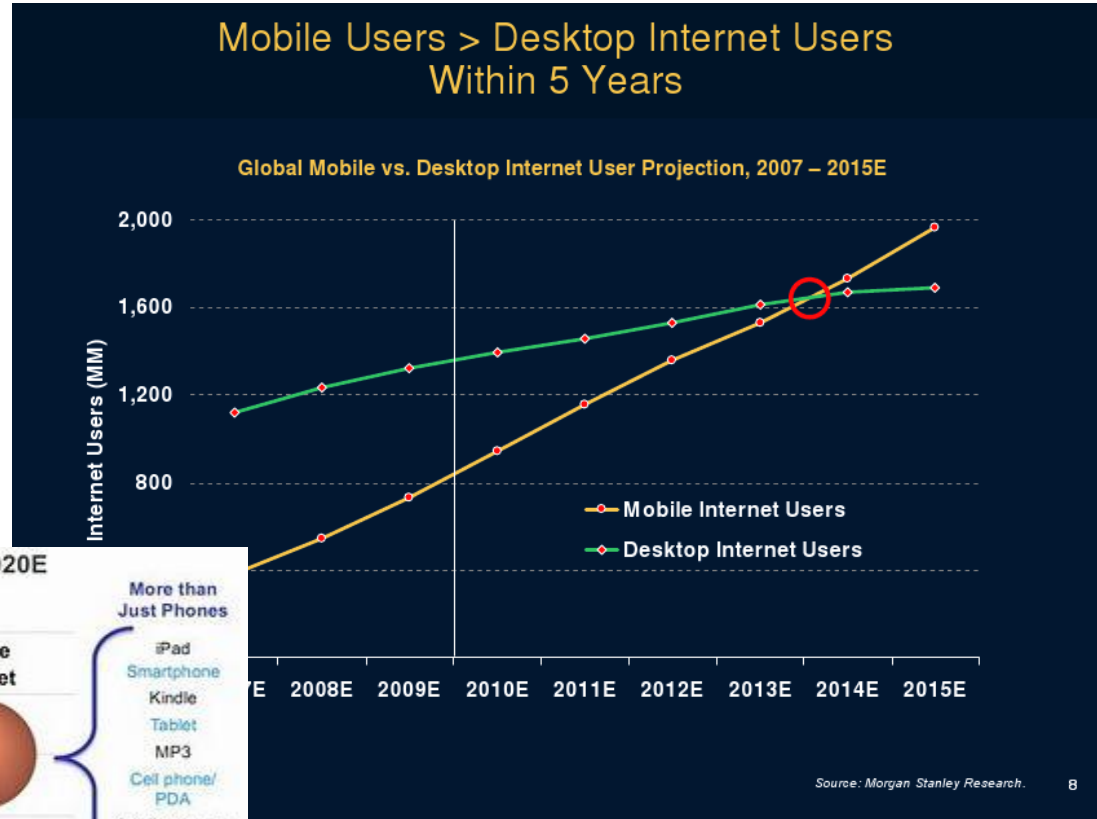 Mobile Users > Desktop Internet Users
Within 5 Years
Global Mobile vs. Desktop Internet User Projection, 2007 – 2015E
2,000
1,600
1,200
800
Internet Users (MM)
Mobile Internet Users
Desktop Internet Users
7E 2008E 2009E 2010E 2011E 2012E 2013E 2014E 2015E
Source: Morgan Stanley Research. 8
20E
More than
Just Phones
iPad
Smartphone
Kindle
Tablet
MP3
Cell phone/
PDA